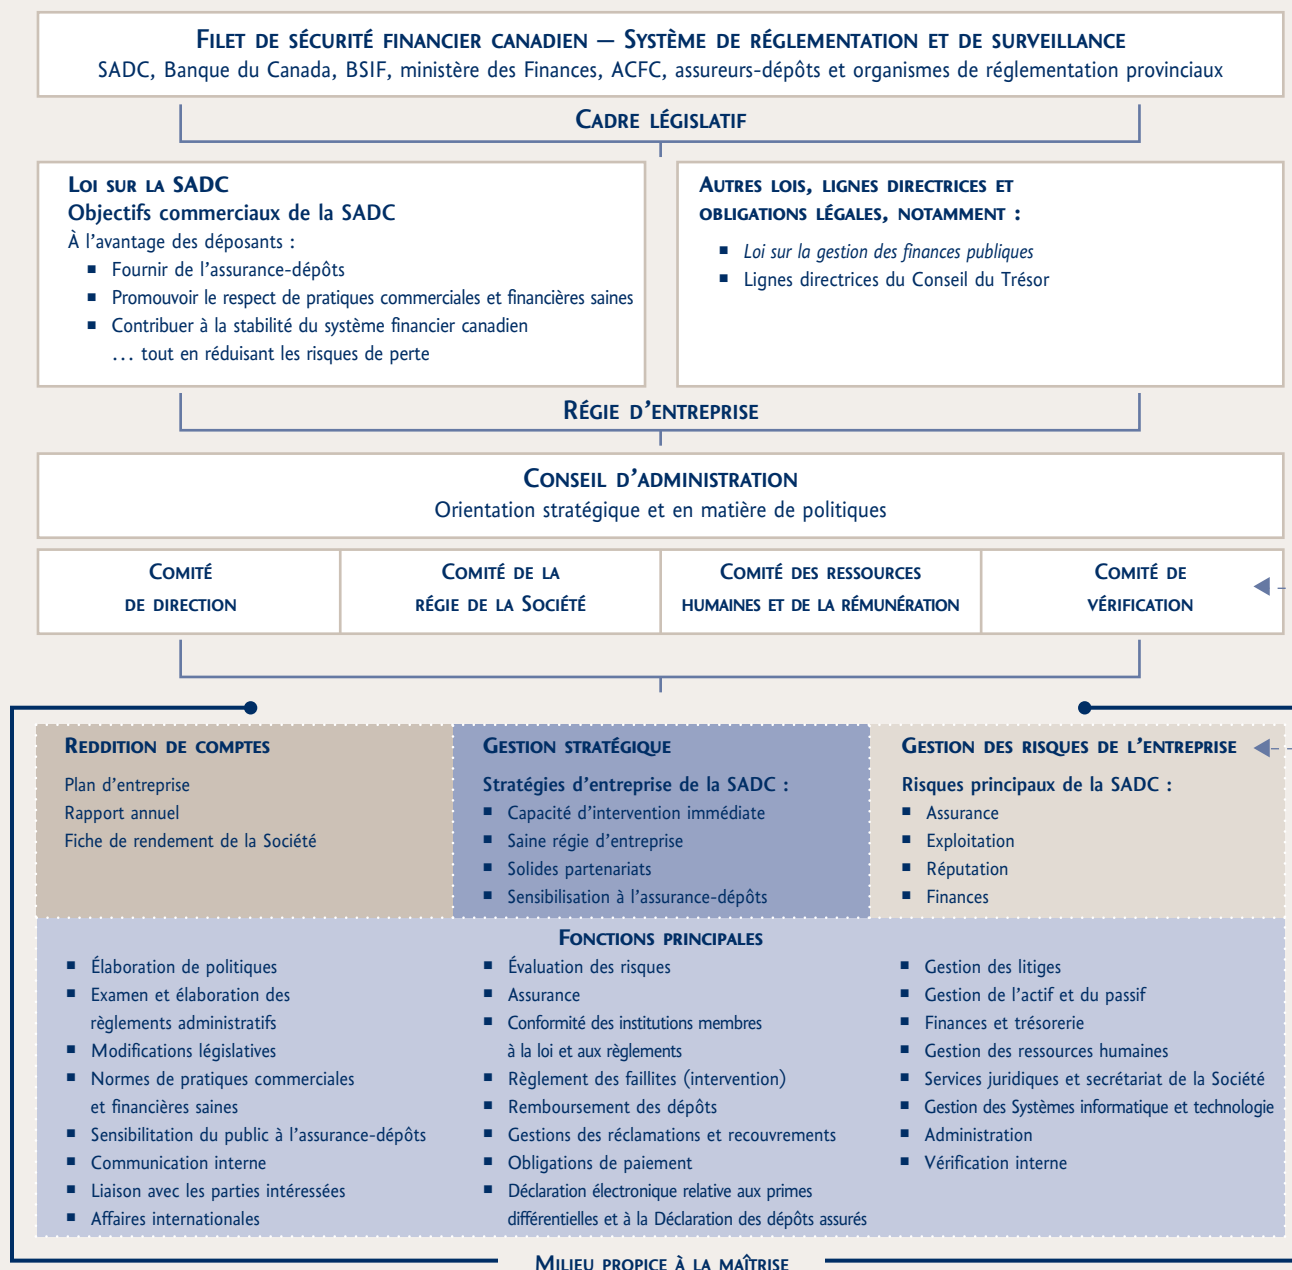 Filet de sécurité financier canadien — Système de réglementation et de surveillance
SADC, Banque du Canada, BSIF, ministère des Finances, ACFC, assureurs-dépôts et organismes de réglementation provinciaux
Cadre législatif
Loi sur la SADC
Objectifs commerciaux de la SADC
À l’avantage des déposants :
■ Fournir de l’assurance-dépôts
■ Promouvoir le respect de pratiques commerciales et financières saines
■ Contribuer à la stabilité du système financier canadien
… tout en réduisant les risques de perte
Autres lois, lignes directrices et
obligations légales, notamment :
■ Loi sur la gestion des finances publiques
■ Lignes directrices du Conseil du Trésor
Régie d’entreprise
Conseil d’administration
Orientation stratégique et en matière de politiques
Comité
de direction
Comité de la
régie de la Société
Comité des ressources
humaines et de la rémunération
Comité de
vérification
Reddition de comptes
Plan d’entreprise
Rapport annuel
Fiche de rendement de la Société
Gestion stratégique
Stratégies d’entreprise de la SADC :
■ Capacité d’intervention immédiate
■ Saine régie d’entreprise
■ Solides partenariats
■ Sensibilisation à l’assurance-dépôts
Gestion des risques de l’entreprise
Risques principaux de la SADC :
■ Assurance
■ Exploitation
■ Réputation
■ Finances
Fonctions principales
■ Élaboration de politiques
■ Examen et élaboration des
règlements administratifs
■ Modifications législatives
■ Normes de pratiques commerciales
et financières saines
■ Sensibilitation du public à l’assurance-dépôts
■ Communication interne
■ Liaison avec les parties intéressées
■ Affaires internationales
■ Évaluation des risques
■ Assurance
■ Conformité des institutions membres
à la loi et aux règlements
■ Règlement des faillites (intervention)
■ Remboursement des dépôts
■ Gestions des réclamations et recouvrements
■ Obligations de paiement
■ Déclaration électronique relative aux primes
différentielles et à la Déclaration des dépôts assurés
■ Gestion des litiges
■ Gestion de l’actif et du passif
■ Finances et trésorerie
■ Gestion des ressources humaines
■ Services juridiques et secrétariat de la Société
■ Gestion des Systèmes informatique et technologie
■ Administration
■ Vérification interne
Milieu propice à la maîtrise